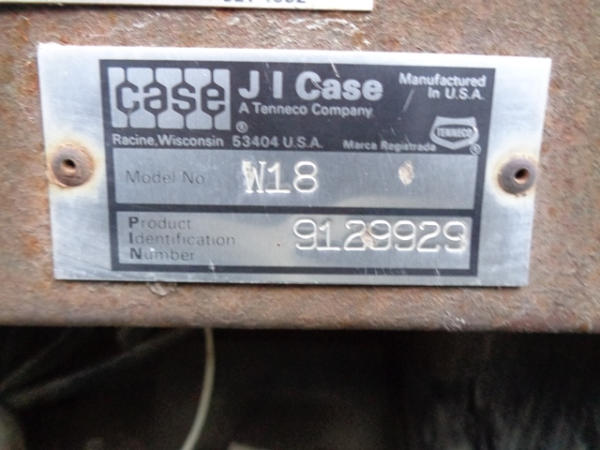 case
J I Case
A Tenneco Company
Manufactured
In U.S.A.
®
Racine, Wisconsin 53404 U.S.A.
Marca Registrada
TENNECO
®
Model No W18
Product
Identification
Number
9129929